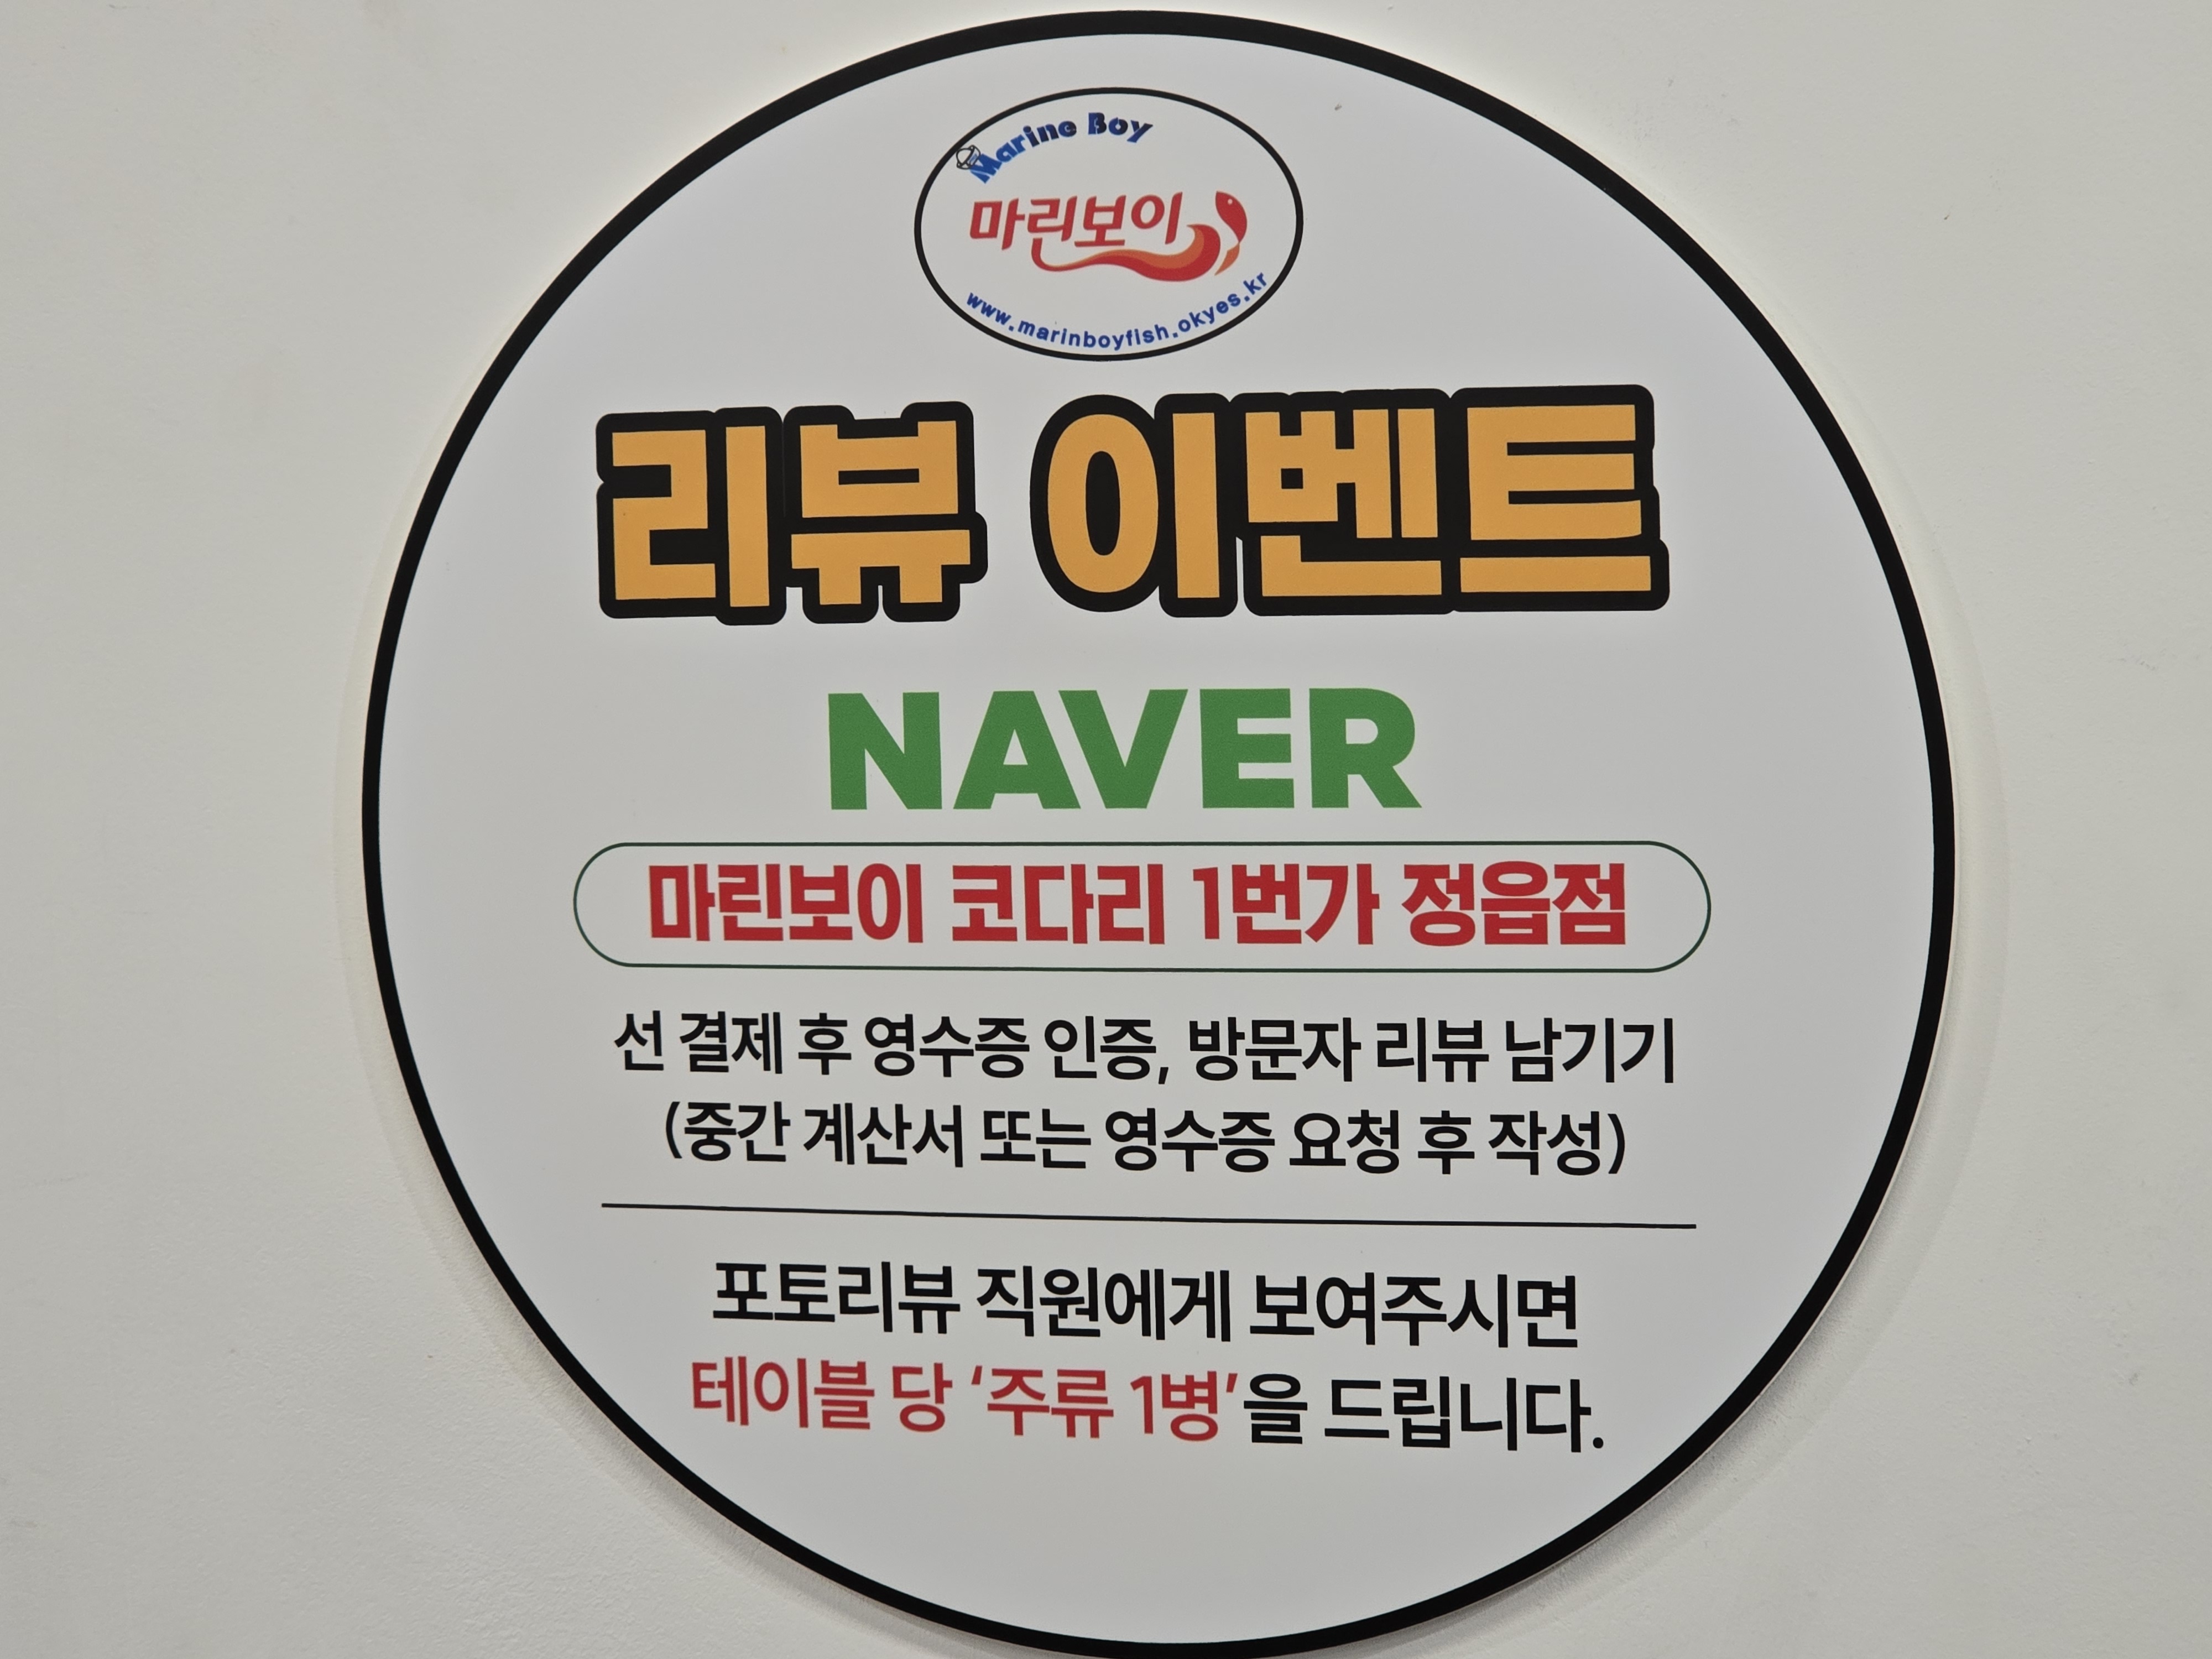 Marine Boy
마린보이
www.marinboyfish.okyes.kr
리뷰 이벤트
NAVER
마린보이 코다리 1번가 정읍점
선 결제 후 영수증 인증, 방문자 리뷰 남기기
(중간 계산서 또는 영수증 요청 후 작성)
포토리뷰 직원에게 보여주시면
테이블 당 ‘주류 1병’을 드립니다.